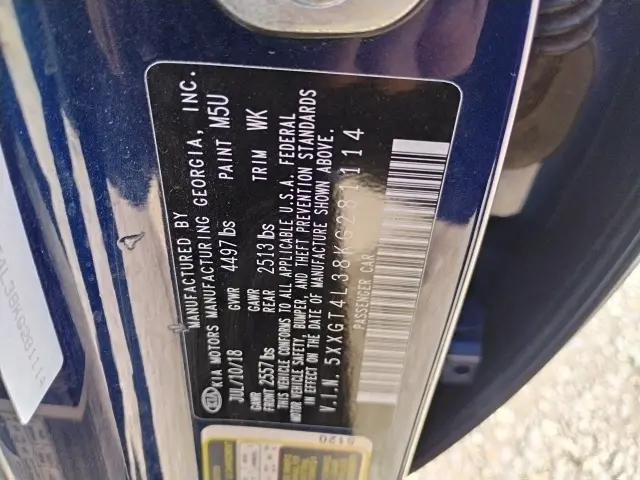 MANUFACTURED BY
KIA KIA MOTORS MANUFACTURING GEORGIA, INC.
JUL/10/18 GVWR 4497lbs PAINT M5U
GAWR FRONT 2557lbs GAWR REAR 2513lbs TRIM WK
THIS VEHICLE CONFORMS TO ALL APPLICABLE U.S.A. FEDERAL
MOTOR VEHICLE SAFETY, BUMPER, AND THEFT PREVENTION STANDARDS
IN EFFECT ON THE DATE OF MANUFACTURE SHOWN ABOVE.
V.I.N. 5XXGT4L38KG281114
PASSENGER CAR